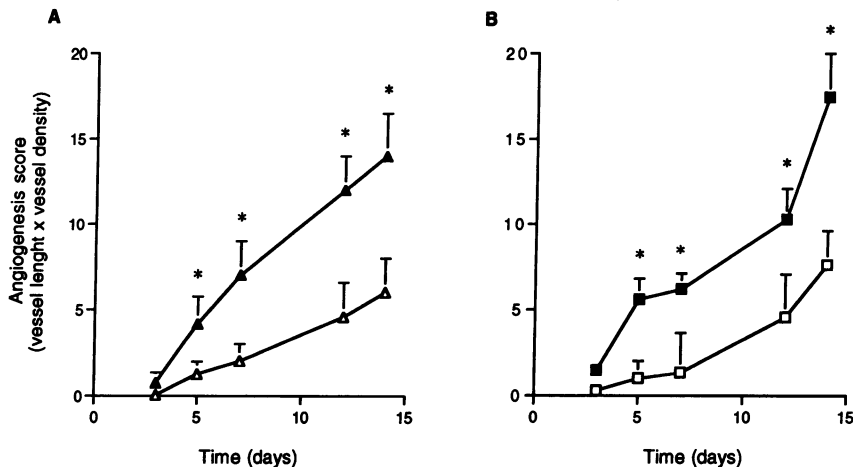 A
B
Angiogenesis score
(vessel lenght x vessel density)
20
15
10
5
0
0 5 10 15
Time (days)
* * * *
20
15
10
5
0
0 5 10 15
Time (days)
* * * *